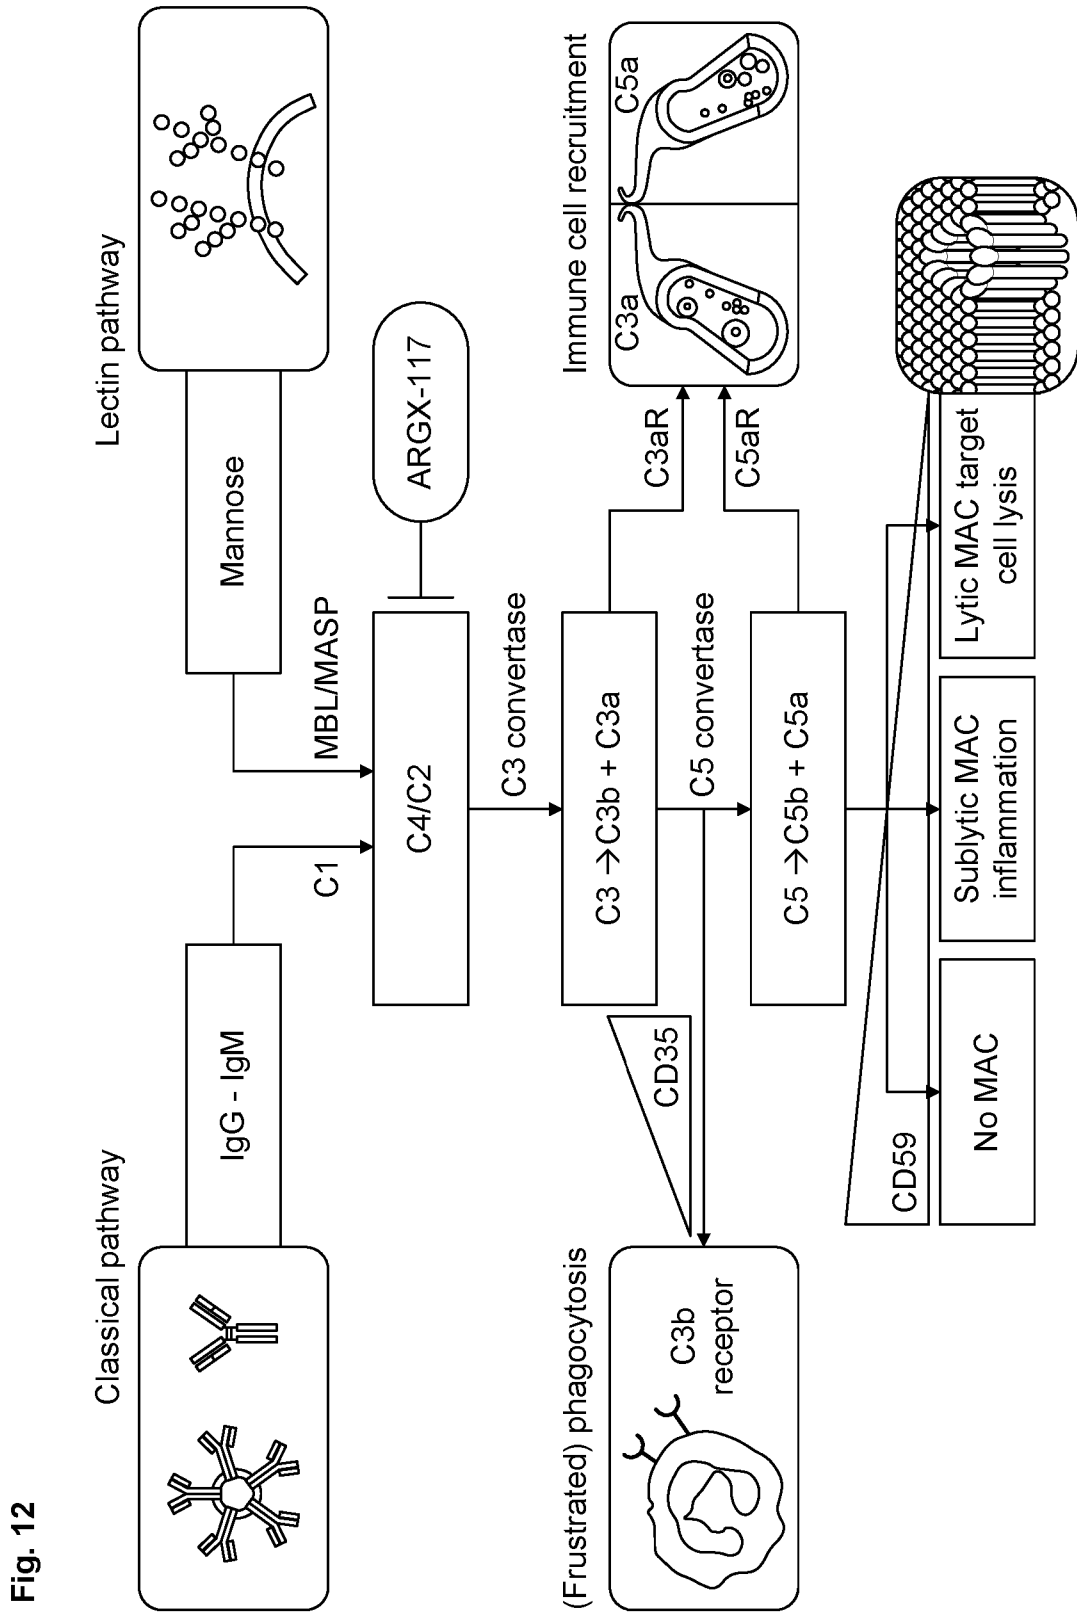 Fig. 12
Classical pathway
Lectin pathway
IgG - IgM
Mannose
C1
MBL/MASP
C4/C2
ARGX-117
C3 convertase
(Frustrated) phagocytosis
Immune cell recruitment
C3b
receptor
CD35
C3 →C3b + C3a
C3aR
C3a
C5a
C5 convertase
C5aR
C5 →C5b + C5a
CD59
No MAC
Sublytic MAC
inflammation
Lytic MAC target
cell lysis